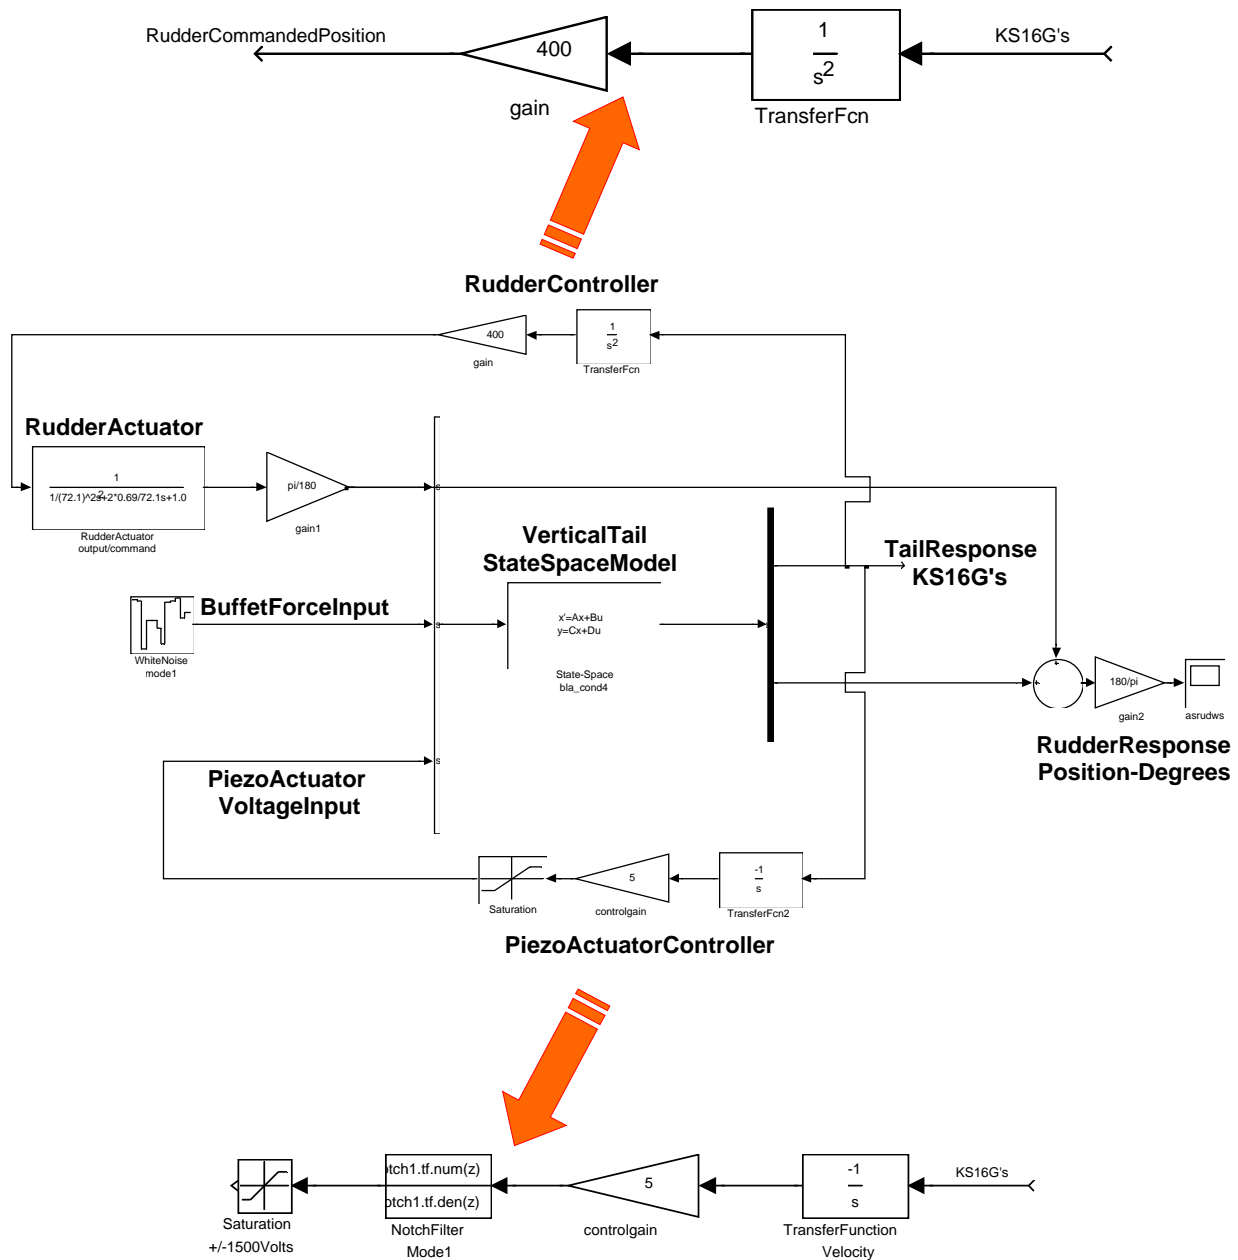 RudderCommandedPosition
400
gain
1
s2
TransferFcn
KS16G's
RudderController
400
gain
1
s2
TransferFcn
RudderActuator
1
1/(72.1)^2s2+2*0.69/72.1s+1.0
RudderActuator
output/command
pi/180
gain1
s
VerticalTail
StateSpaceModel
x'=Ax+Bu
y=Cx+Du
State-Space
bla_cond4
TailResponse
KS16G's
BuffetForceInput
WhiteNoise
mode1
s
+
+
180/pi
gain2
asrudws
RudderResponse
Position-Degrees
PiezoActuator
VoltageInput
s
Saturation
5
controlgain
-1
s
TransferFcn2
PiezoActuatorController
Saturation
+/-1500Volts
otch1.tf.num(z)
otch1.tf.den(z)
NotchFilter
Mode1
5
controlgain
-1
s
TransferFunction
Velocity
KS16G's